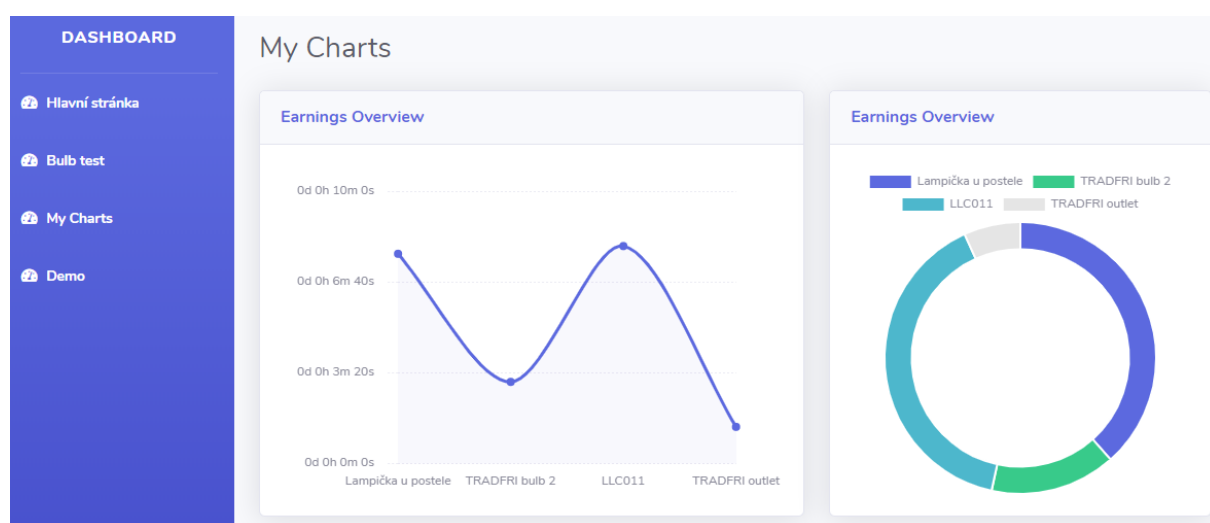 DASHBOARD
Hlavní stránka
Bulb test
My Charts
Demo
My Charts
Earnings Overview
0d 0h 10m 0s
0d 0h 6m 40s
0d 0h 3m 20s
0d 0h 0m 0s
Lampička u postele TRADFRI bulb 2 LLC011 TRADFRI outlet
Earnings Overview
Lampička u postele TRADFRI bulb 2
LLC011 TRADFRI outlet